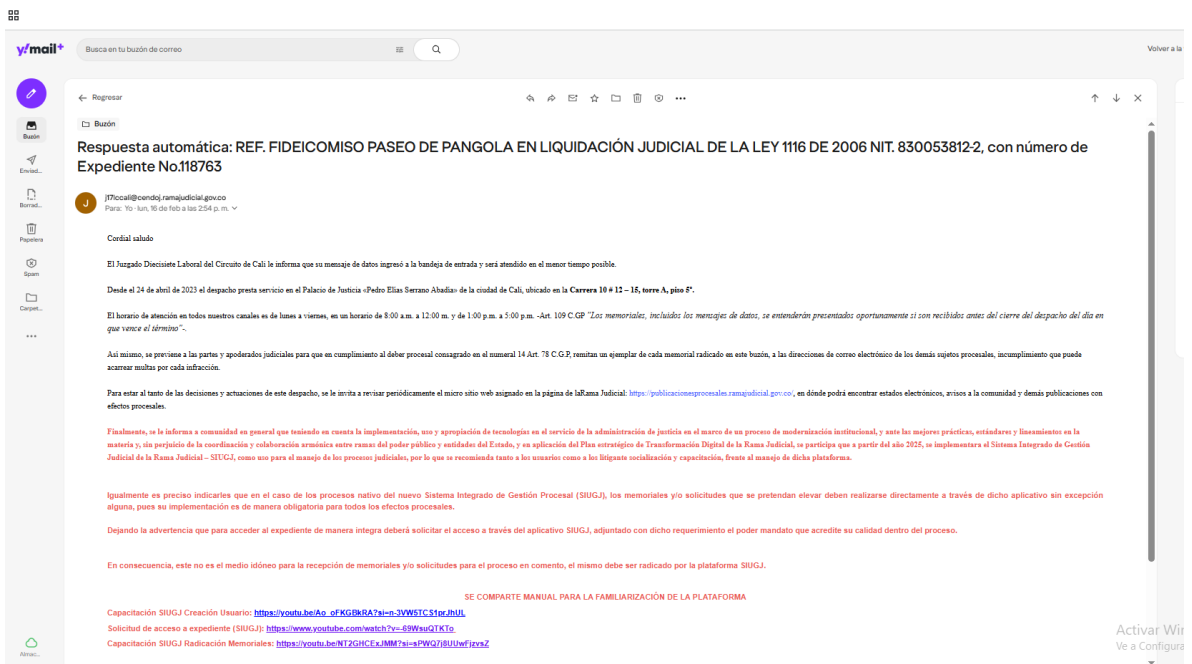 y!mail+
Busca en tu buzón de correo
Volver a la
Regresar
Buzón
Buzón
Enviad...
Borrad...
Papelera
Spam
Carpet...
Almac...
Respuesta automática: REF. FIDEICOMISO PASEO DE PANGOLA EN LIQUIDACIÓN JUDICIAL DE LA LEY 1116 DE 2006 NIT. 830053812-2, con número de
Expediente No.118763
J
j17lccali@cendoj.ramajudicial.gov.co
Para: Yo · lun, 16 de feb a las 2:54 p. m.
Cordial saludo
El Juzgado Diecisiete Laboral del Circuito de Cali le informa que su mensaje de datos ingresó a la bandeja de entrada y será atendido en el menor tiempo posible.
Desde el 24 de abril de 2023 el despacho presta servicio en el Palacio de Justicia «Pedro Elías Serrano Abadía» de la ciudad de Cali, ubicado en la Carrera 10 # 12 – 15, torre A, piso 5°.
El horario de atención en todos nuestros canales es de lunes a viernes, en un horario de 8:00 a.m. a 12:00 m. y de 1:00 p.m. a 5:00 p.m. -Art. 109 C.GP "Los memoriales, incluidos los mensajes de datos, se entenderán presentados oportunamente si son recibidos antes del cierre del despacho del día en
que vence el término"-.
Así mismo, se previene a las partes y apoderados judiciales para que en cumplimiento al deber procesal consagrado en el numeral 14 Art. 78 C.G.P, remitan un ejemplar de cada memorial radicado en este buzón, a las direcciones de correo electrónico de los demás sujetos procesales, incumplimiento que puede
acarrear multas por cada infracción.
Para estar al tanto de las decisiones y actuaciones de este despacho, se le invita a revisar periódicamente el micro sitio web asignado en la página de laRama Judicial: https://publicacionesprocesales.ramajudicial.gov.co/, en dónde podrá encontrar estados electrónicos, avisos a la comunidad y demás publicaciones con
efectos procesales.
Finalmente, se le informa a comunidad en general que teniendo en cuenta la implementación, uso y apropiación de tecnologías en el servicio de la administración de justicia en el marco de un proceso de modernización institucional, y ante las mejores prácticas, estándares y lineamientos en la
materia y, sin perjuicio de la coordinación y colaboración armónica entre ramas del poder público y entidades del Estado, y en aplicación del Plan estratégico de Transformación Digital de la Rama Judicial, se participa que a partir del año 2025, se implementara el Sistema Integrado de Gestión
Judicial de la Rama Judicial – SIUGJ, como uso para el manejo de los procesos judiciales, por lo que se recomienda tanto a los usuarios como a los litigante socialización y capacitación, frente al manejo de dicha plataforma.
Igualmente es preciso indicarles que en el caso de los procesos nativo del nuevo Sistema Integrado de Gestión Procesal (SIUGJ), los memoriales y/o solicitudes que se pretendan elevar deben realizarse directamente a través de dicho aplicativo sin excepción
alguna, pues su implementación es de manera obligatoria para todos los efectos procesales.
Dejando la advertencia que para acceder al expediente de manera integra deberá solicitar el acceso a través del aplicativo SIUGJ, adjuntado con dicho requerimiento el poder mandato que acredite su calidad dentro del proceso.
En consecuencia, este no es el medio idóneo para la recepción de memoriales y/o solicitudes para el proceso en comento, el mismo debe ser radicado por la plataforma SIUGJ.
SE COMPARTE MANUAL PARA LA FAMILIARIZACIÓN DE LA PLATAFORMA
Capacitación SIUGJ Creación Usuario: https://youtu.be/Ao_oFKGBkRA?si=n-3VW5TCS1prJhUL
Solicitud de acceso a expediente (SIUGJ): https://www.youtube.com/watch?v=-69WsuQTKTo
Capacitación SIUGJ Radicación Memoriales: https://youtu.be/NT2GHCExJMM?si=sPWQ7j8UUwFjzvsZ
Activar Win
Ve a Configura